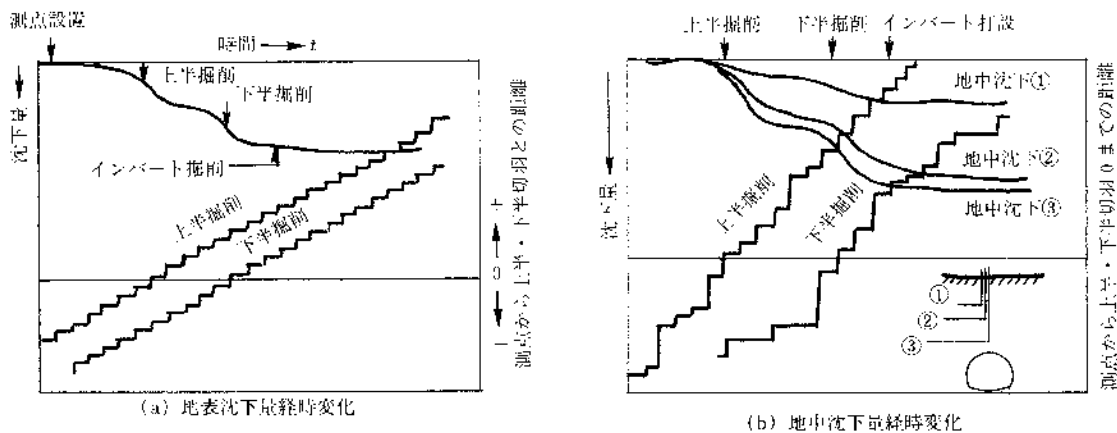 測点設置
時間 → t
上半掘削
下半掘削
インバート掘削
沈下量
上半掘削
下半掘削
測点から上半・下半切羽との距離
－ 0 ＋
(a) 地表沈下量経時変化
上半掘削 下半掘削 インバート打設
沈下量
地中沈下①
地中沈下②
地中沈下③
上半掘削
下半掘削
①
②
③
測点から上半・下半切羽0までの距離
(b) 地中沈下量経時変化